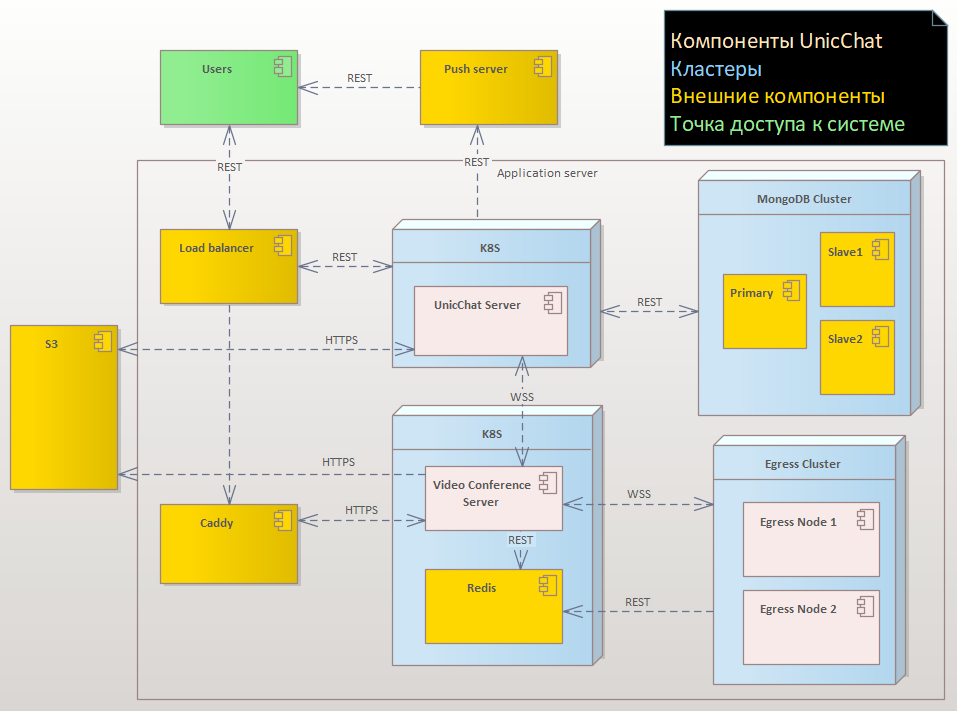 Компоненты UnicChat
Кластеры
Внешние компоненты
Точка доступа к системе
Users
REST
Push server
REST
REST
Application server
MongoDB Cluster
Load balancer
REST
K8S
UnicChat Server
REST
Primary
Slave1
Slave2
S3
HTTPS
WSS
K8S
HTTPS
Video Conference
Server
WSS
Egress Cluster
Caddy
HTTPS
REST
Egress Node 1
Redis
REST
Egress Node 2